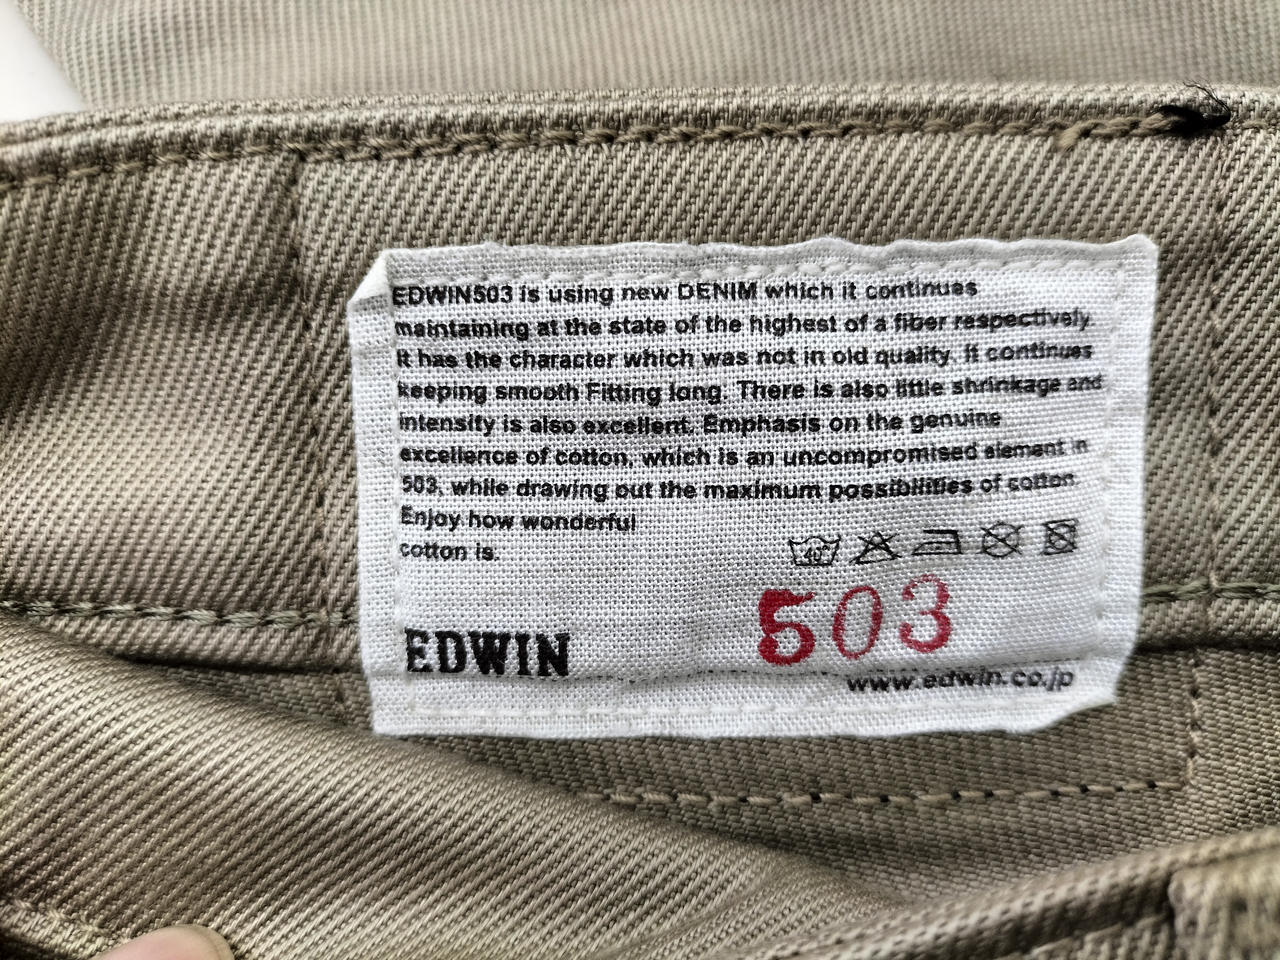 EDWIN503 is using new DENIM which it continues
maintaining at the state of the highest of a fiber respectively.
It has the character which was not in old quality. It continues
keeping smooth Fitting long. There is also little shrinkage and
intensity is also excellent. Emphasis on the genuine
excellence of cotton, which is an uncompromised element in
503, while drawing out the maximum possibilities of cotton
Enjoy how wonderful
cotton is.
40°
503
EDWIN
www.edwin.co.jp